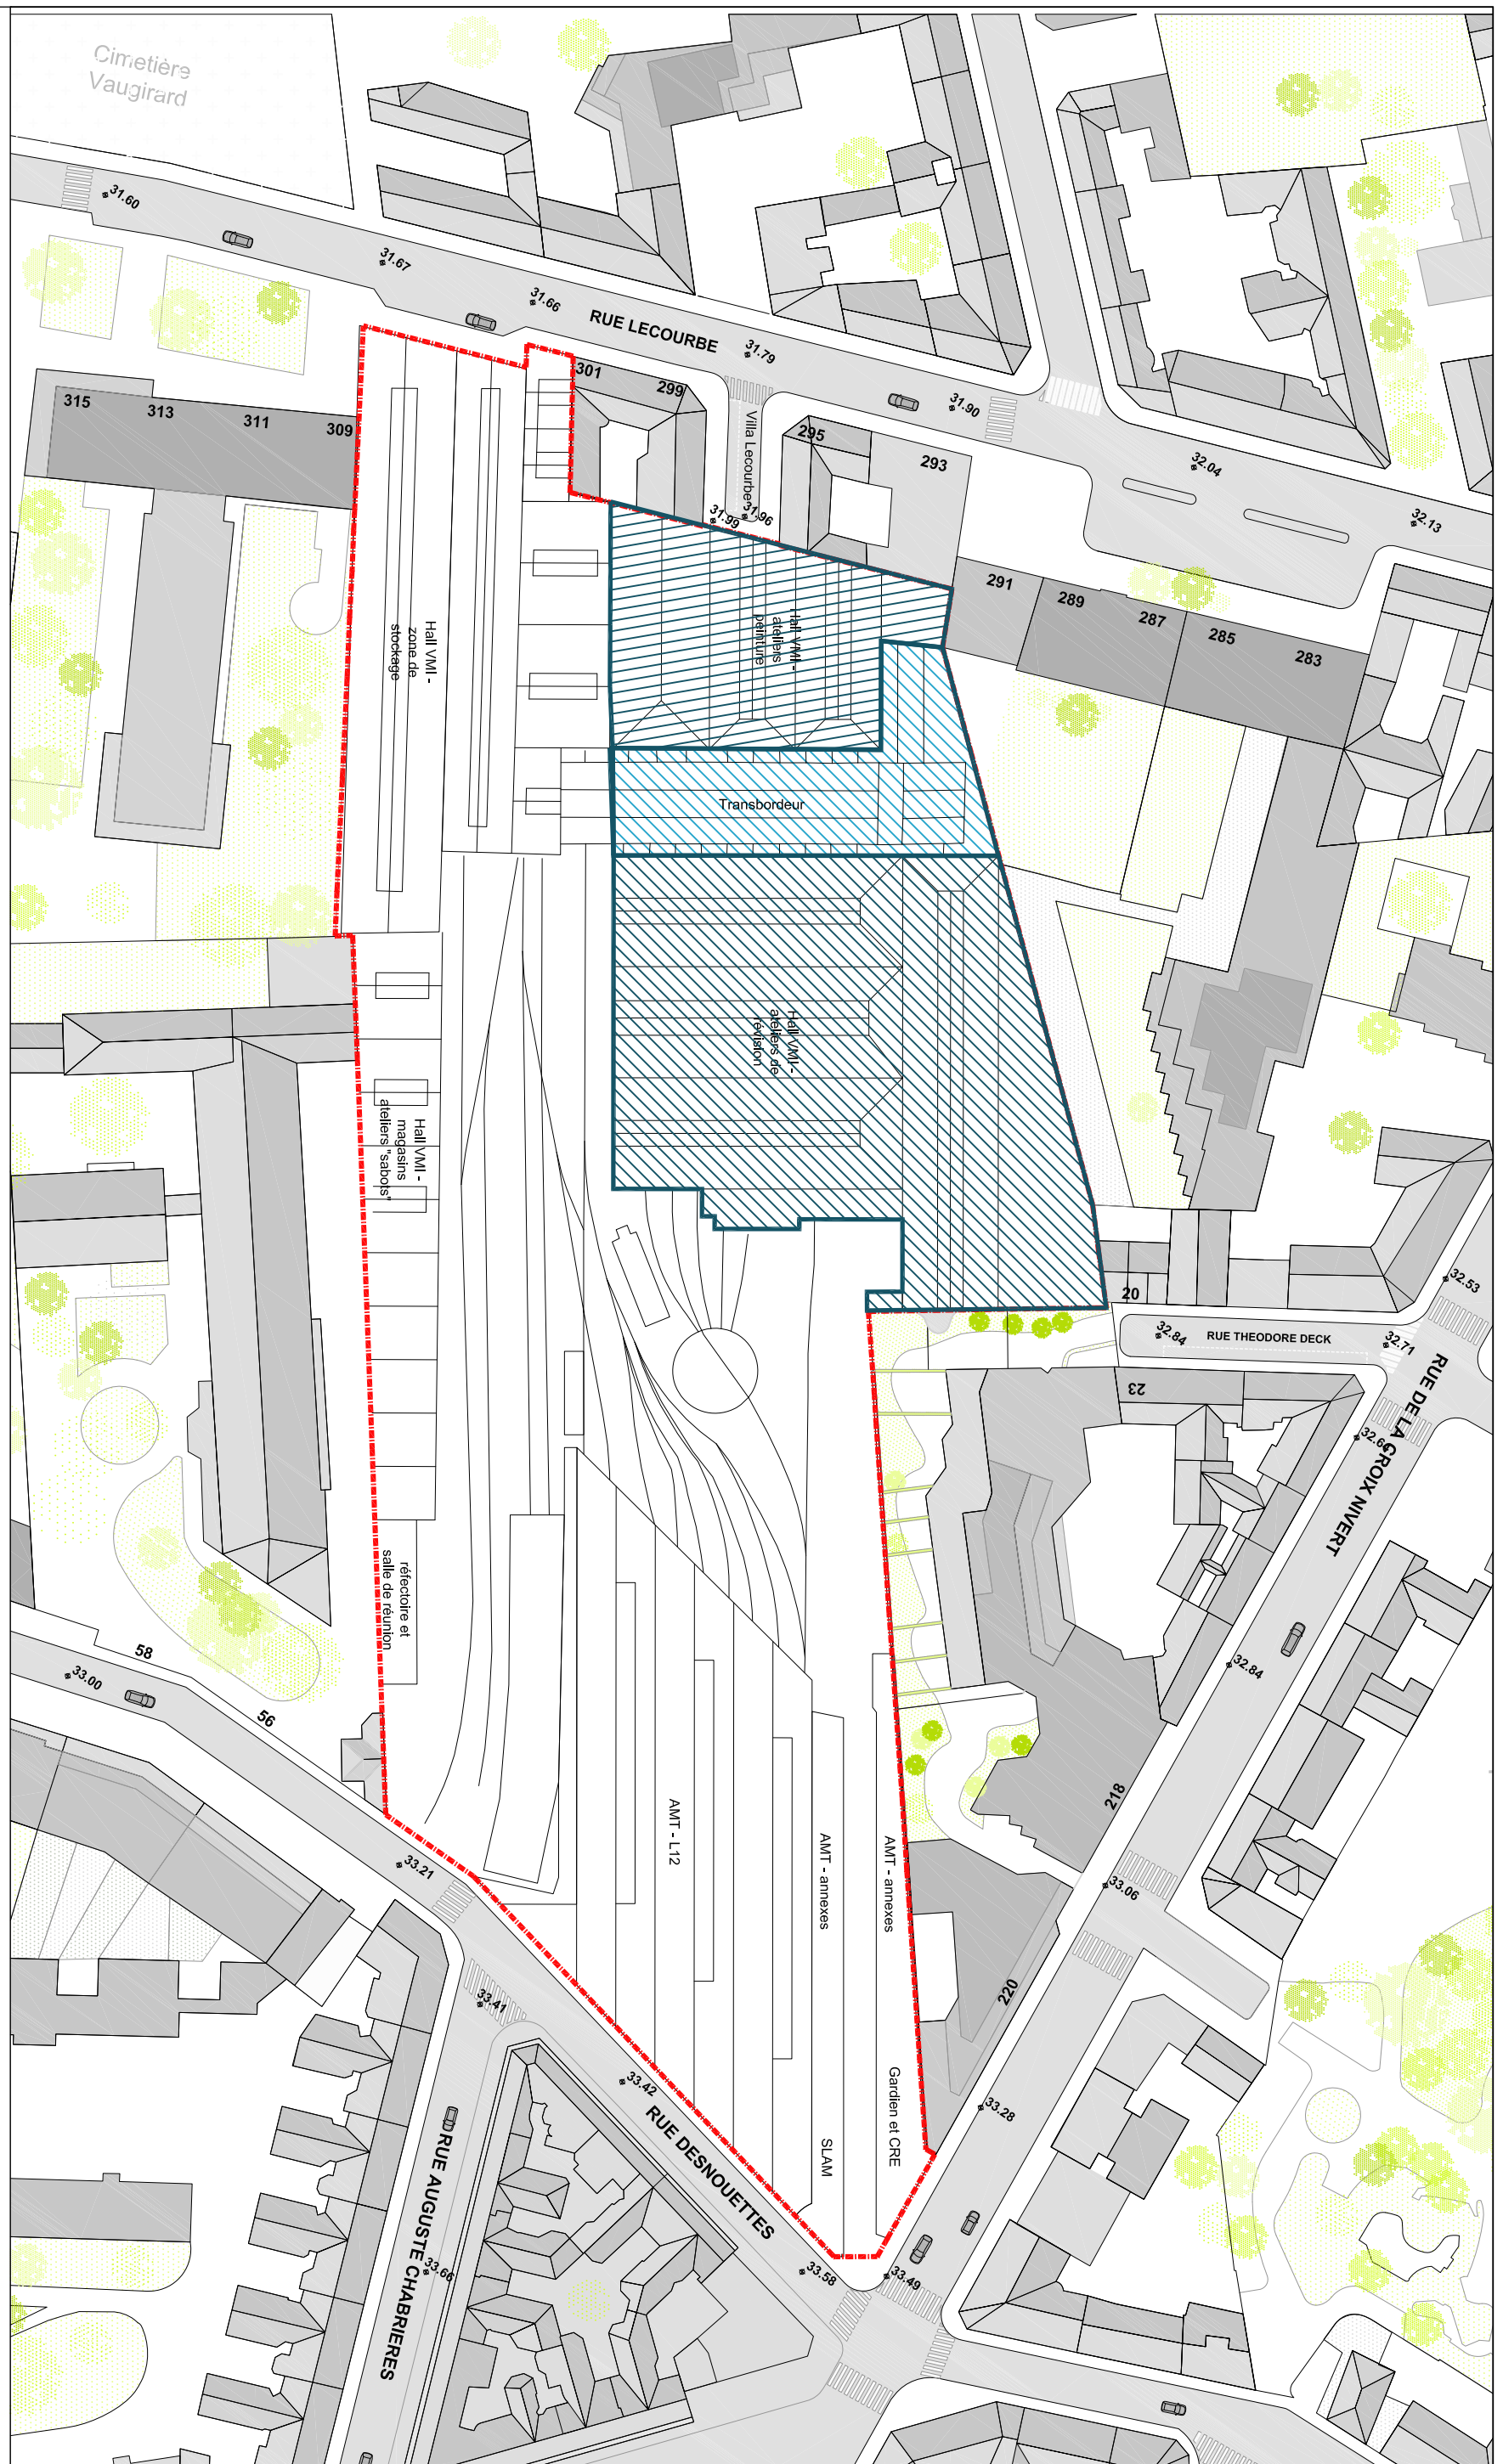 Cimetière
Vaugirard
31.60
31.67
31.66
RUE LECOURBE
31.79
31.90
32.04
32.13
301
299
Villa Lecourbe
295
293
31.99
31.96
315
313
311
309
291
289
287
285
283
Hall VMI -
zone de
stockage
Hall VMI -
ateliers
peinture
Transbordeur
Hall VMI -
ateliers de
révision
Hall VMI -
magasins
ateliers "sabots"
20
32.53
32.84
RUE THEODORE DECK
32.71
23
RUE DE LA CROIX NIVERT
réfectoire et
salle de réunion
58
33.00
56
32.84
218
AMT - L12
AMT - annexes
AMT - annexes
33.21
33.06
220
33.41
33.42
RUE DESNOUETTES
SLAM
Gardien et CRE
33.28
RUE AUGUSTE CHABRIERES
33.66
33.58
33.49